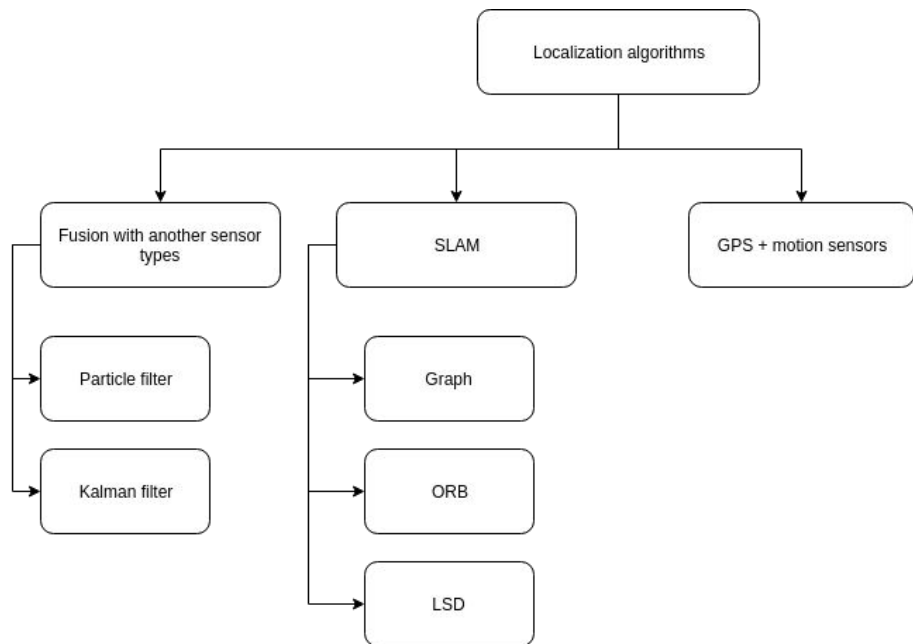 Localization algorithms
Fusion with another sensor
types
SLAM
GPS + motion sensors
Particle filter
Graph
Kalman filter
ORB
LSD